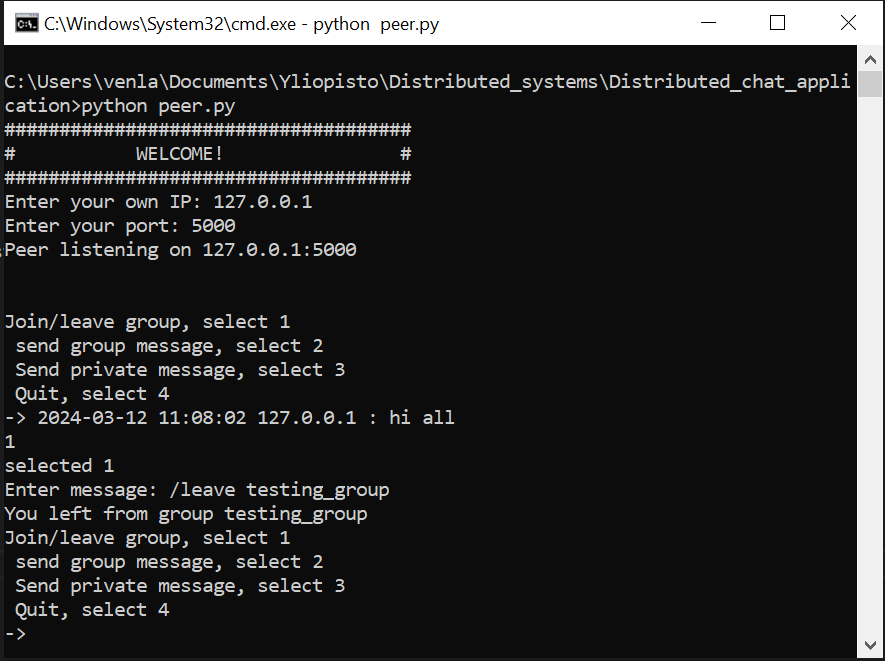 C:\Windows\System32\cmd.exe - python  peer.py
C:\Users\venla\Documents\Yliopisto\Distributed_systems\Distributed_chat_appli
cation>python peer.py
#####################################
#           WELCOME!                #
#####################################
Enter your own IP: 127.0.0.1
Enter your port: 5000
Peer listening on 127.0.0.1:5000
Join/leave group, select 1
 send group message, select 2
 Send private message, select 3
 Quit, select 4
-> 2024-03-12 11:08:02 127.0.0.1 : hi all
1
selected 1
Enter message: /leave testing_group
You left from group testing_group
Join/leave group, select 1
 send group message, select 2
 Send private message, select 3
 Quit, select 4
->